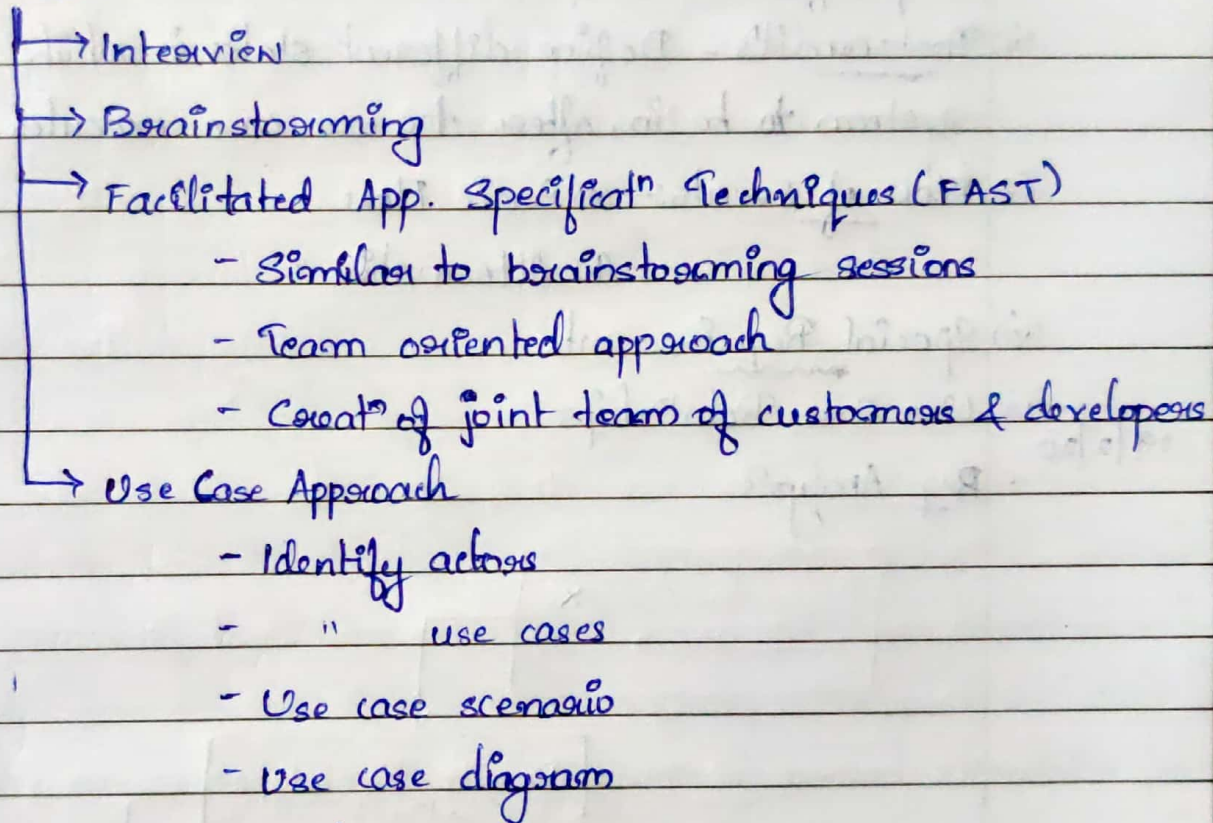 → Interview
→ Brainstorming
→ Facilitated App. Specificatⁿ Techniques (FAST)
- Similar to brainstorming sessions
- Team oriented approach
- Creatⁿ of joint team of customers & developers
→ Use Case Approach
- Identify actors
- " use cases
- Use case scenario
- Use case diagram